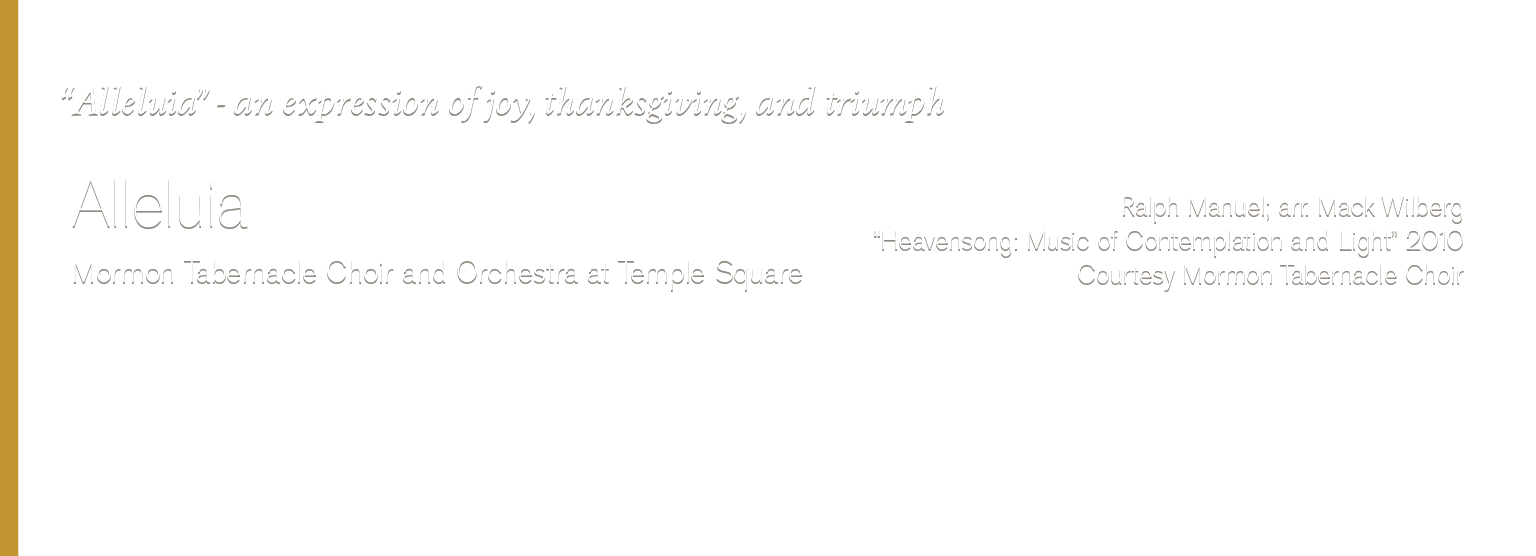 “Alleluia” - an expression of joy, thanksgiving, and triumph
Alleluia
Mormon Tabernacle Choir and Orchestra at Temple Square
Ralph Manuel; arr. Mack Wilberg
“Heavensong: Music of Contemplation and Light” 2010
Courtesy Mormon Tabernacle Choir